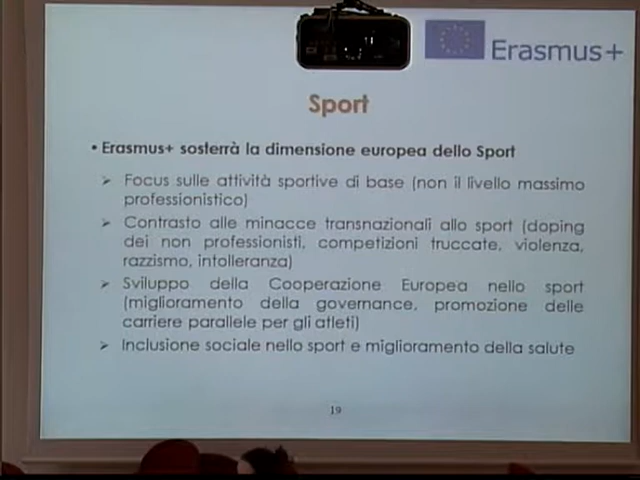 Erasmus+
Sport
• Erasmus+ sosterrà la dimensione europea dello Sport
➢ Focus sulle attività sportive di base (non il livello massimo
professionistico)
➢ Contrasto alle minacce transnazionali allo sport (doping
dei non professionisti, competizioni truccate, violenza,
razzismo, intolleranza)
➢ Sviluppo della Cooperazione Europea nello sport
(miglioramento della governance, promozione delle
carriere parallele per gli atleti)
➢ Inclusione sociale nello sport e miglioramento della salute
19